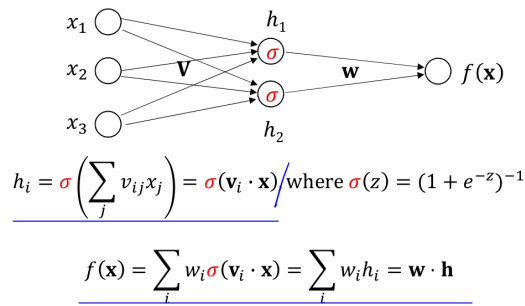 x₁ h₁
σ
x₂ V w f(x)
σ
x₃ h₂
hᵢ = σ(∑ⱼ vᵢⱼxⱼ) = σ(vᵢ · x) where σ(z) = (1 + e⁻ᶻ)⁻¹
f(x) = ∑ᵢ wᵢσ(vᵢ · x) = ∑ᵢ wᵢhᵢ = w · h